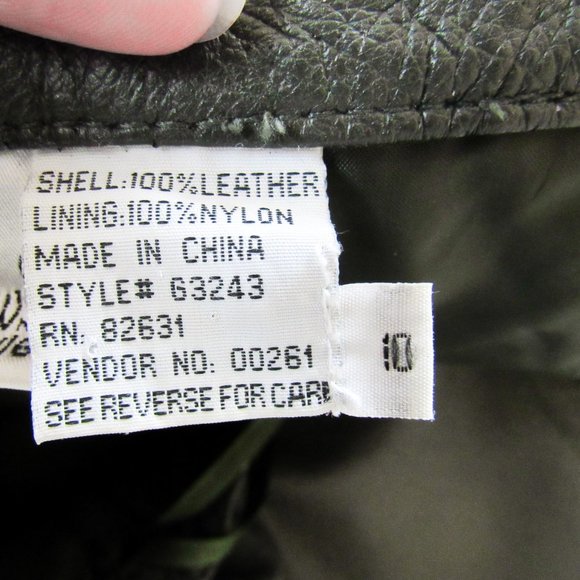 SHELL:100%LEATHER
LINING:100%NYLON
MADE IN CHINA
STYLE# 63243
RN: 82631
VENDOR NO: 00261
SEE REVERSE FOR CARE
10